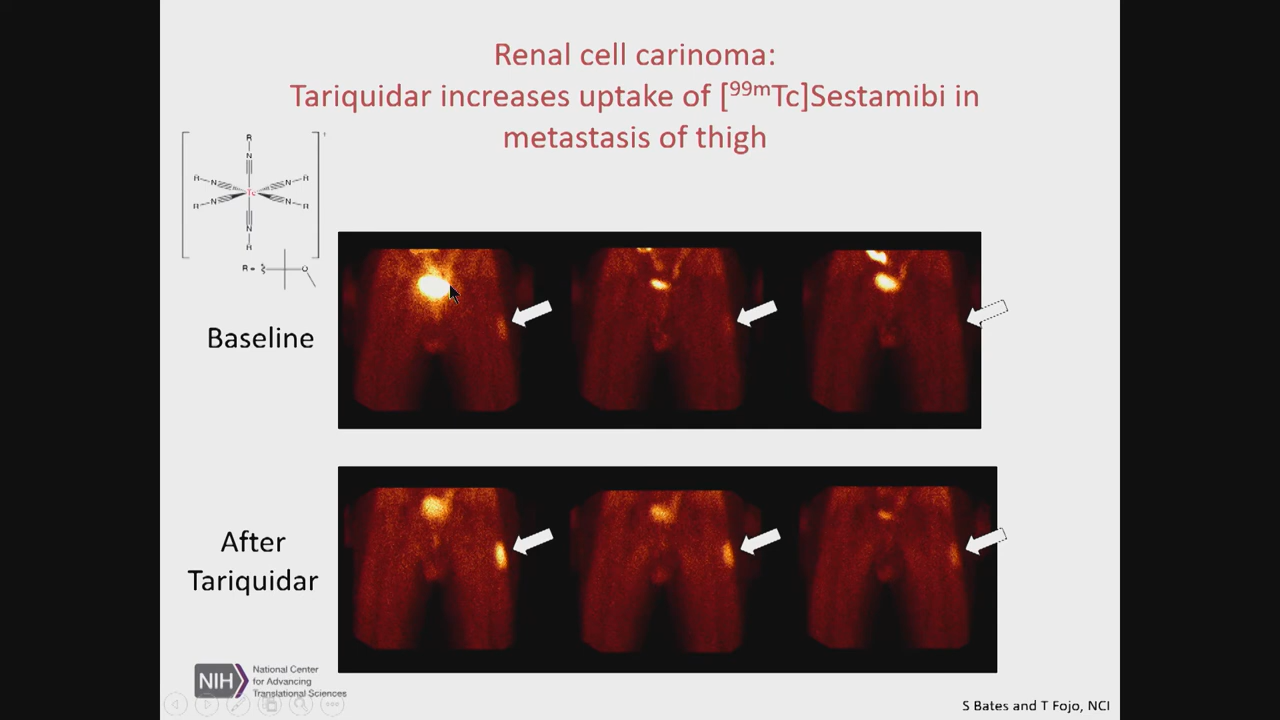 Renal cell carinoma:
Tariquidar increases uptake of [99mTc]Sestamibi in
metastasis of thigh
R
N
R N N R
Tc
R N N R
N
R
R = O
Baseline
After
Tariquidar
NIH
National Center
for Advancing
Translational Sciences
S Bates and T Fojo, NCI